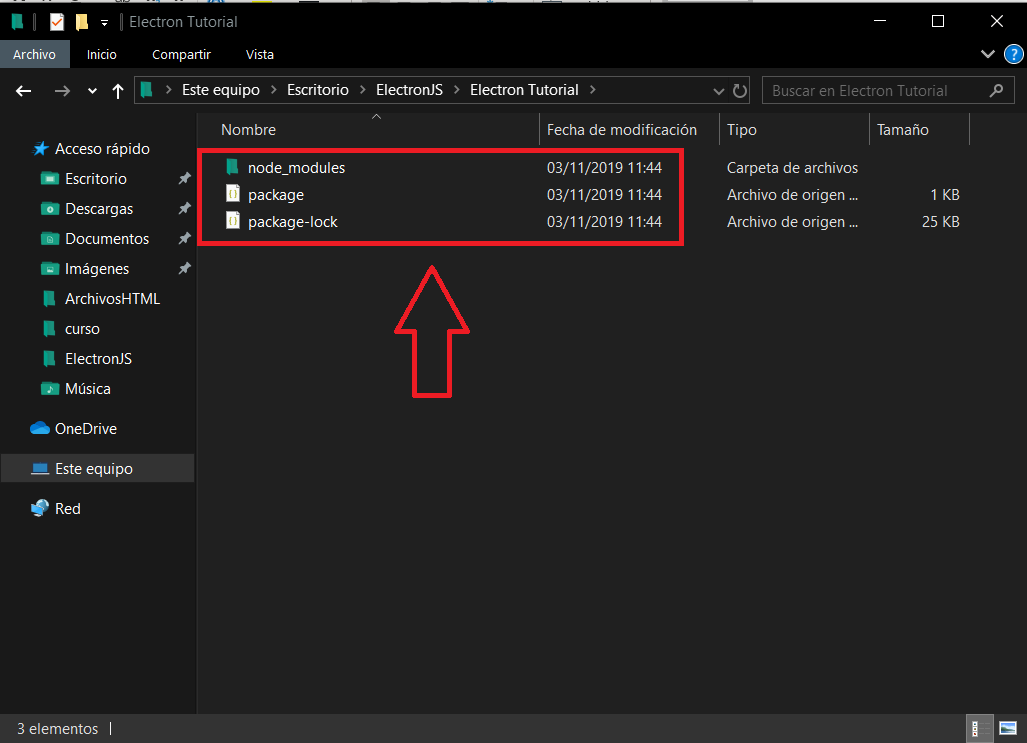 Electron Tutorial
Archivo Inicio Compartir Vista
?
Este equipo Escritorio ElectronJS Electron Tutorial
Buscar en Electron Tutorial
Nombre Fecha de modificación Tipo Tamaño
Acceso rápido
Escritorio
Descargas
Documentos
Imágenes
ArchivosHTML
curso
ElectronJS
Música
OneDrive
Este equipo
Red
node_modules 03/11/2019 11:44 Carpeta de archivos
package 03/11/2019 11:44 Archivo de origen ... 1 KB
package-lock 03/11/2019 11:44 Archivo de origen ... 25 KB
3 elementos